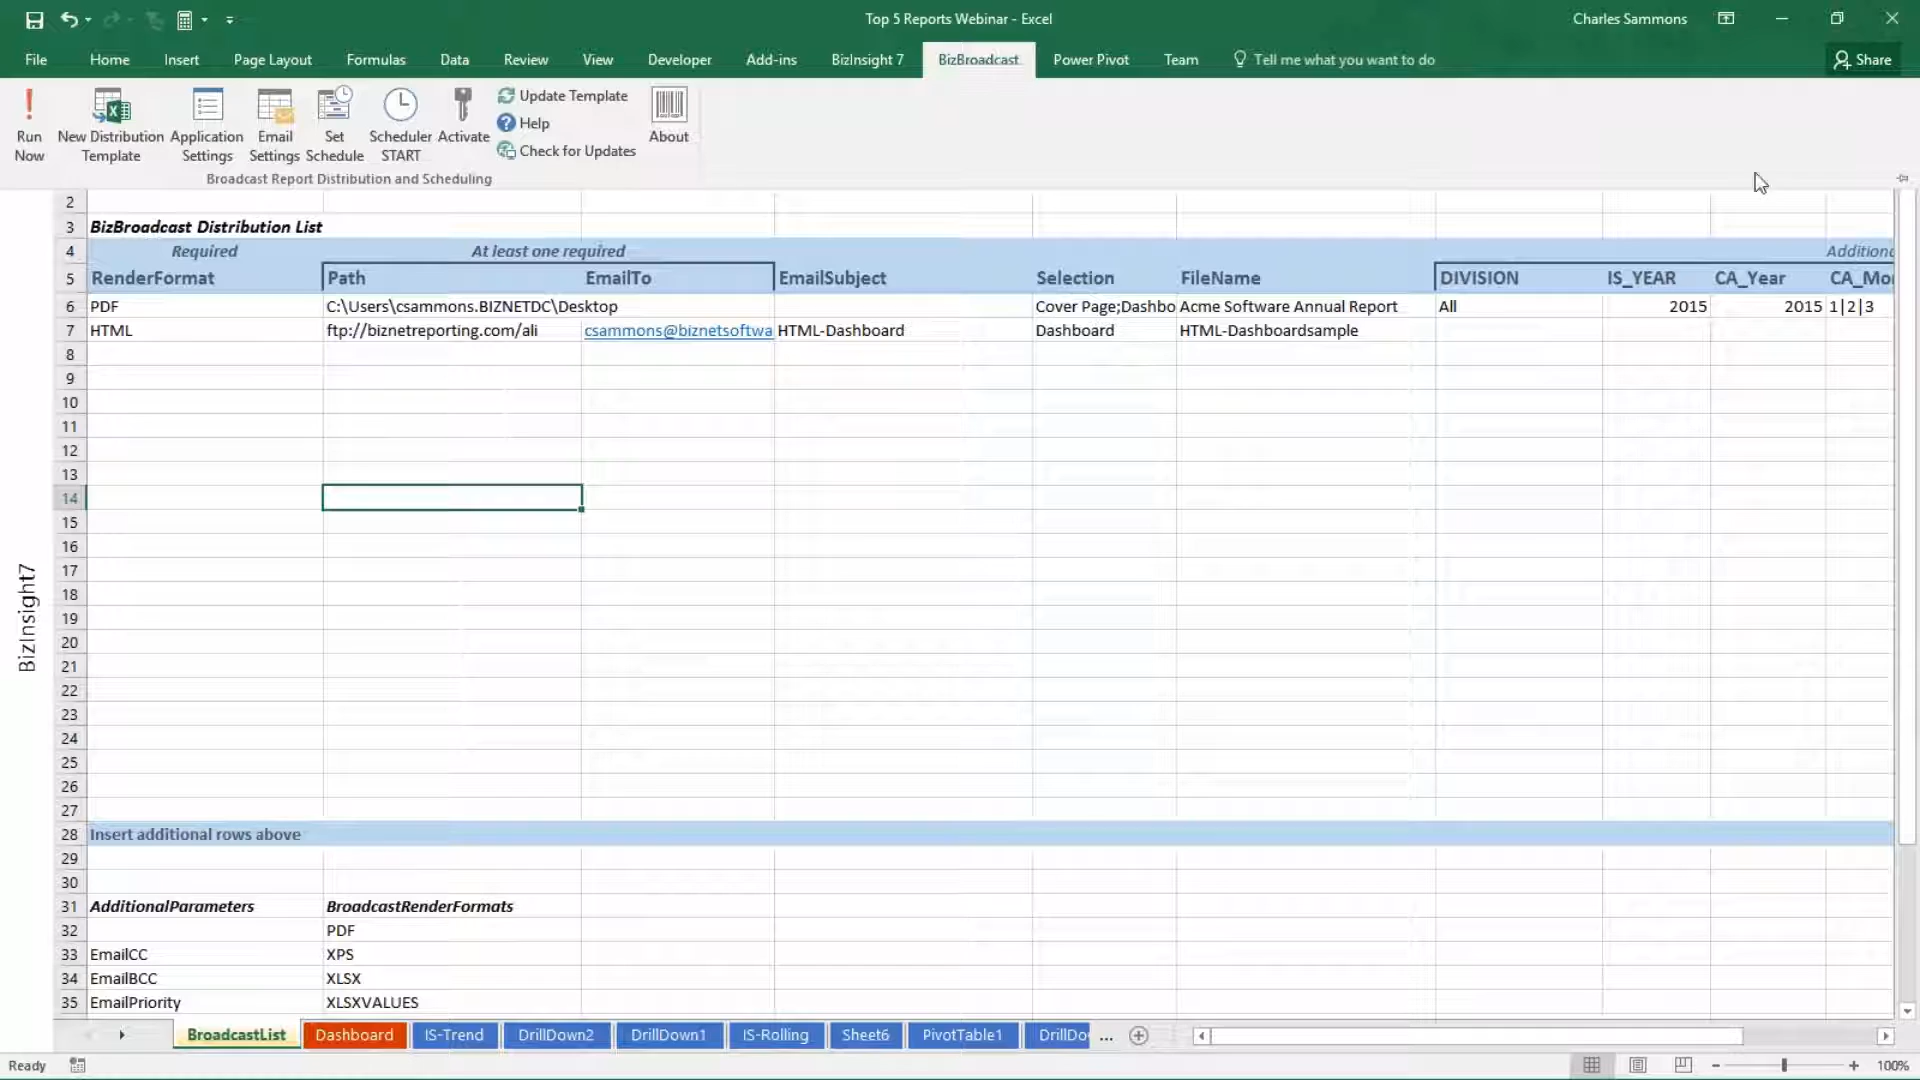 Top 5 Reports Webinar - Excel
Charles Sammons
File Home Insert Page Layout Formulas Data Review View Developer Add-ins BizInsight 7 BizBroadcast Power Pivot Team Tell me what you want to do Share
Run Now
New Distribution Template
Application Settings
Email Settings
Set Schedule
Scheduler START
Activate
Update Template
Help
Check for Updates
About
Broadcast Report Distribution and Scheduling
BizInsight7
2
3 BizBroadcast Distribution List
4 Required At least one required Additiona
5 RenderFormat Path EmailTo EmailSubject Selection FileName DIVISION IS_YEAR CA_Year CA_Mo
6 PDF C:\Users\csammons.BIZNETDC\Desktop Cover Page;Dashbo Acme Software Annual Report All 2015 2015 1|2|3
7 HTML ftp://biznetreporting.com/ali csammons@biznetsoftwa HTML-Dashboard Dashboard HTML-Dashboardsample
8
9
10
11
12
13
14
15
16
17
18
19
20
21
22
23
24
25
26
27
28 Insert additional rows above
29
30
31 AdditionalParameters BroadcastRenderFormats
32 PDF
33 EmailCC XPS
34 EmailBCC XLSX
35 EmailPriority XLSXVALUES
BroadcastList Dashboard IS-Trend DrillDown2 DrillDown1 IS-Rolling Sheet6 PivotTable1 DrillDo ...
Ready 100%